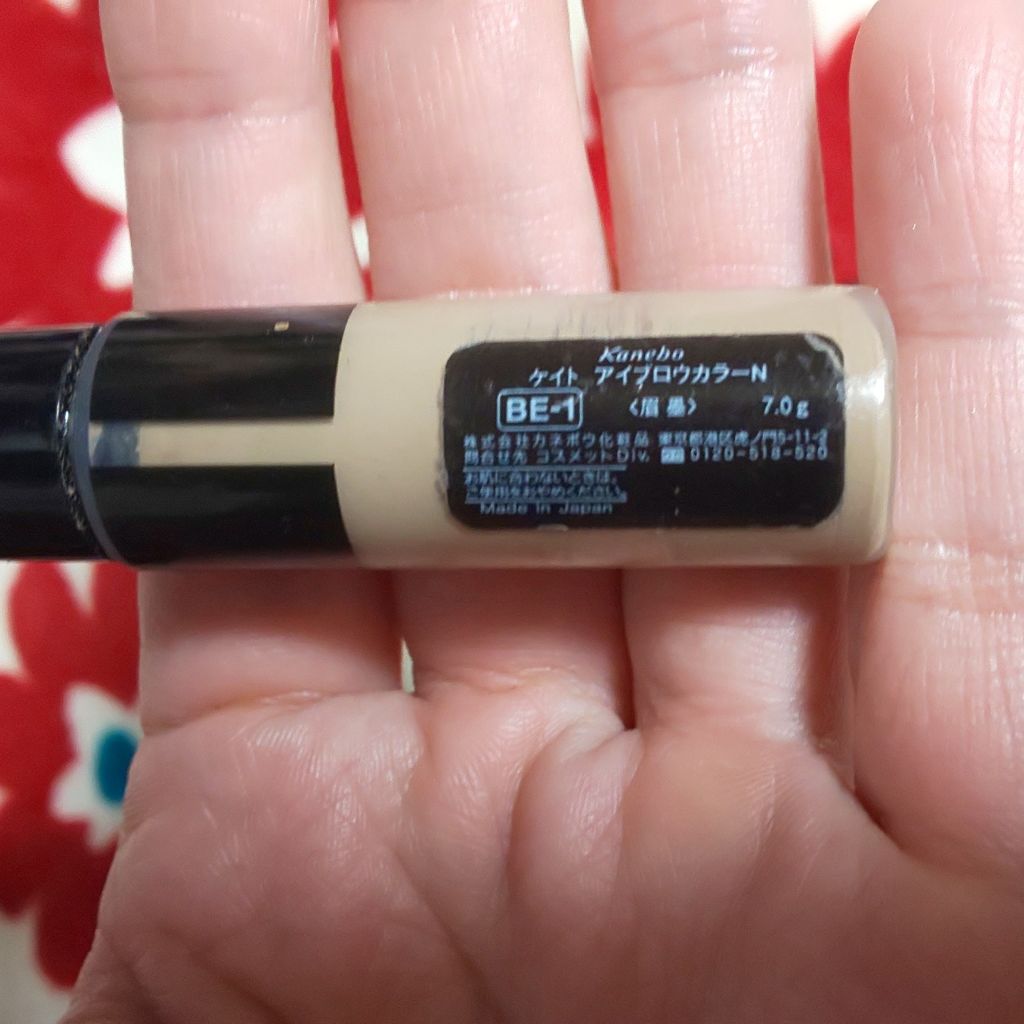 Kanebo
ケイト アイブロウカラーN
BE-1 〈眉墨〉 7.0g
株式会社カネボウ化粧品 東京都港区虎ノ門5-11-2
問合せ先 コスメットDiv. 0120-518-520
お肌に合わないときは、
ご使用をおやめください。
Made in Japan